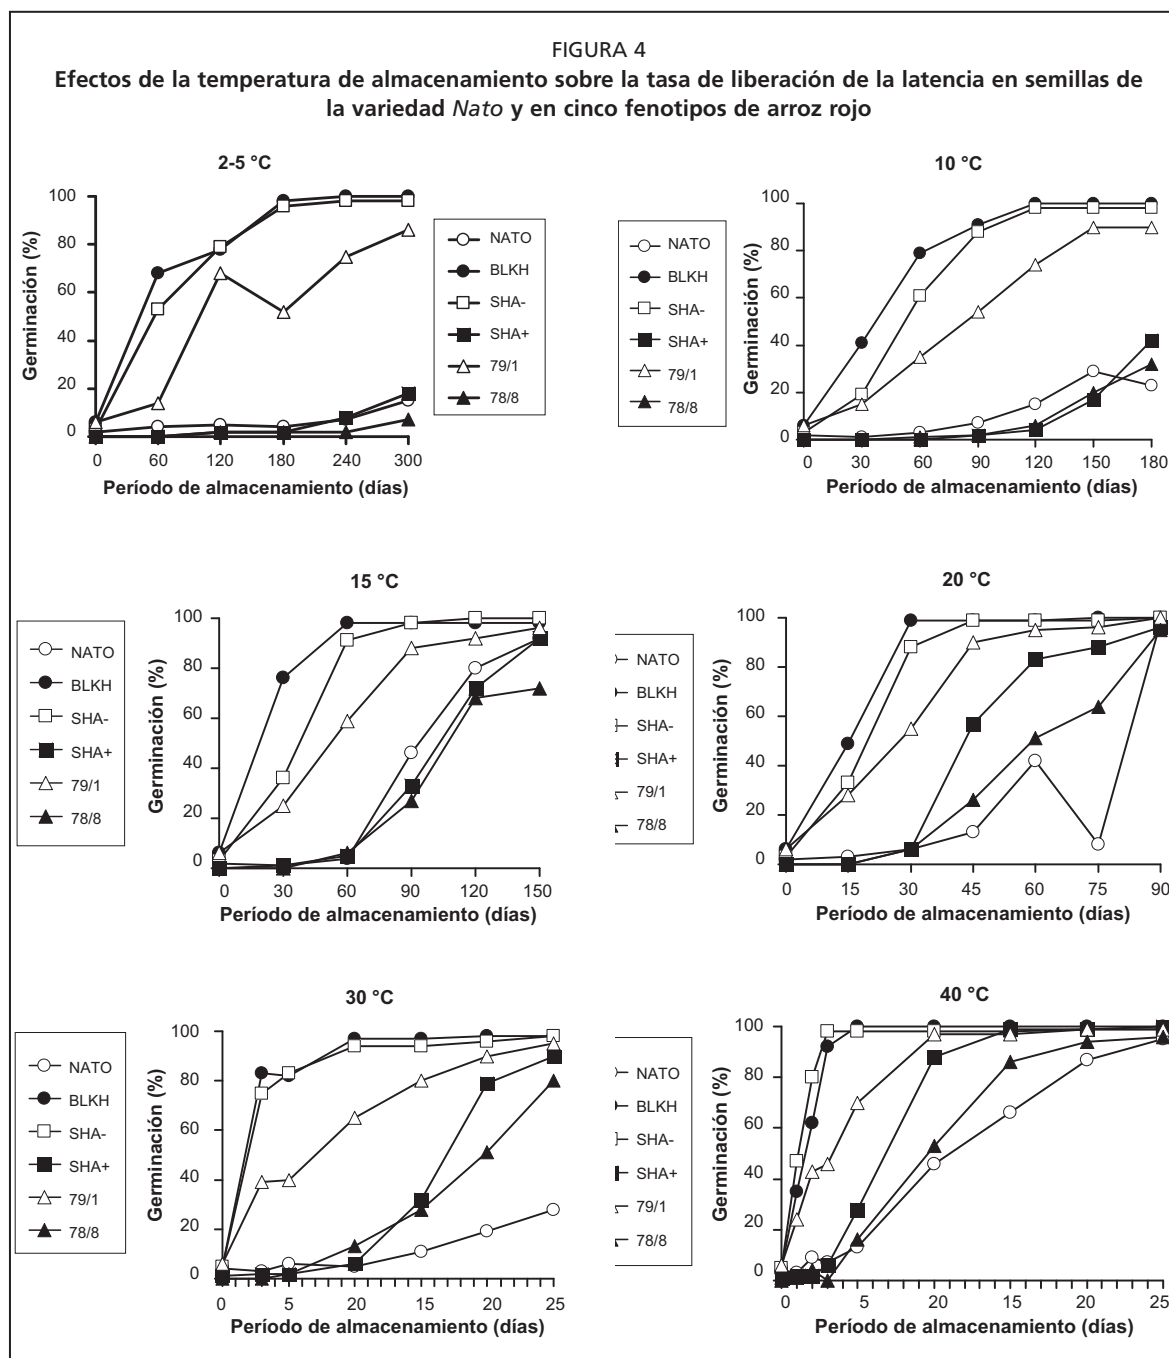 FIGURA 4
Efectos de la temperatura de almacenamiento sobre la tasa de liberación de la latencia en semillas de
la variedad Nato y en cinco fenotipos de arroz rojo
2-5 °C
Germinación (%)
100
80
60
40
20
0
0 60 120 180 240 300
Período de almacenamiento (días)
NATO
BLKH
SHA-
SHA+
79/1
78/8
10 °C
NATO
BLKH
SHA-
SHA+
79/1
78/8
Germinación (%)
100
80
60
40
20
0
0 30 60 90 120 150 180
Período de almacenamiento (días)
15 °C
NATO
BLKH
SHA-
SHA+
79/1
78/8
Germinación (%)
100
80
60
40
20
0
0 30 60 90 120 150
Período de almacenamiento (días)
20 °C
NATO
BLKH
SHA-
SHA+
79/1
78/8
Germinación (%)
100
80
60
40
20
0
0 15 30 45 60 75 90
Período de almacenamiento (días)
30 °C
NATO
BLKH
SHA-
SHA+
79/1
78/8
Germinación (%)
100
80
60
40
20
0
0 5 20 15 20 25
Período de almacenamiento (días)
40 °C
NATO
BLKH
SHA-
SHA+
79/1
78/8
Germinación (%)
100
80
60
40
20
0
0 5 20 15 20 25
Período de almacenamiento (días)